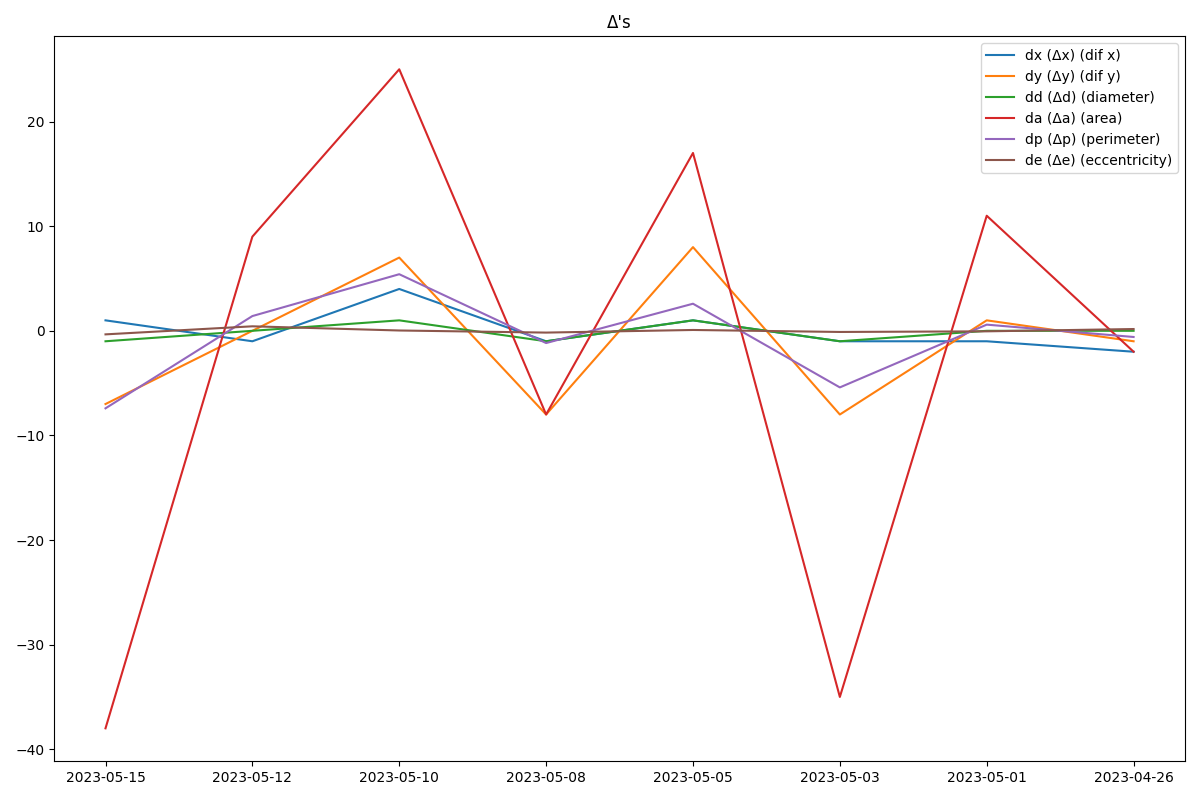 Δ's
dx (Δx) (dif x)
dy (Δy) (dif y)
dd (Δd) (diameter)
da (Δa) (area)
dp (Δp) (perimeter)
de (Δe) (eccentricity)
20
10
0
−10
−20
−30
−40
2023-05-15 2023-05-12 2023-05-10 2023-05-08 2023-05-05 2023-05-03 2023-05-01 2023-04-26